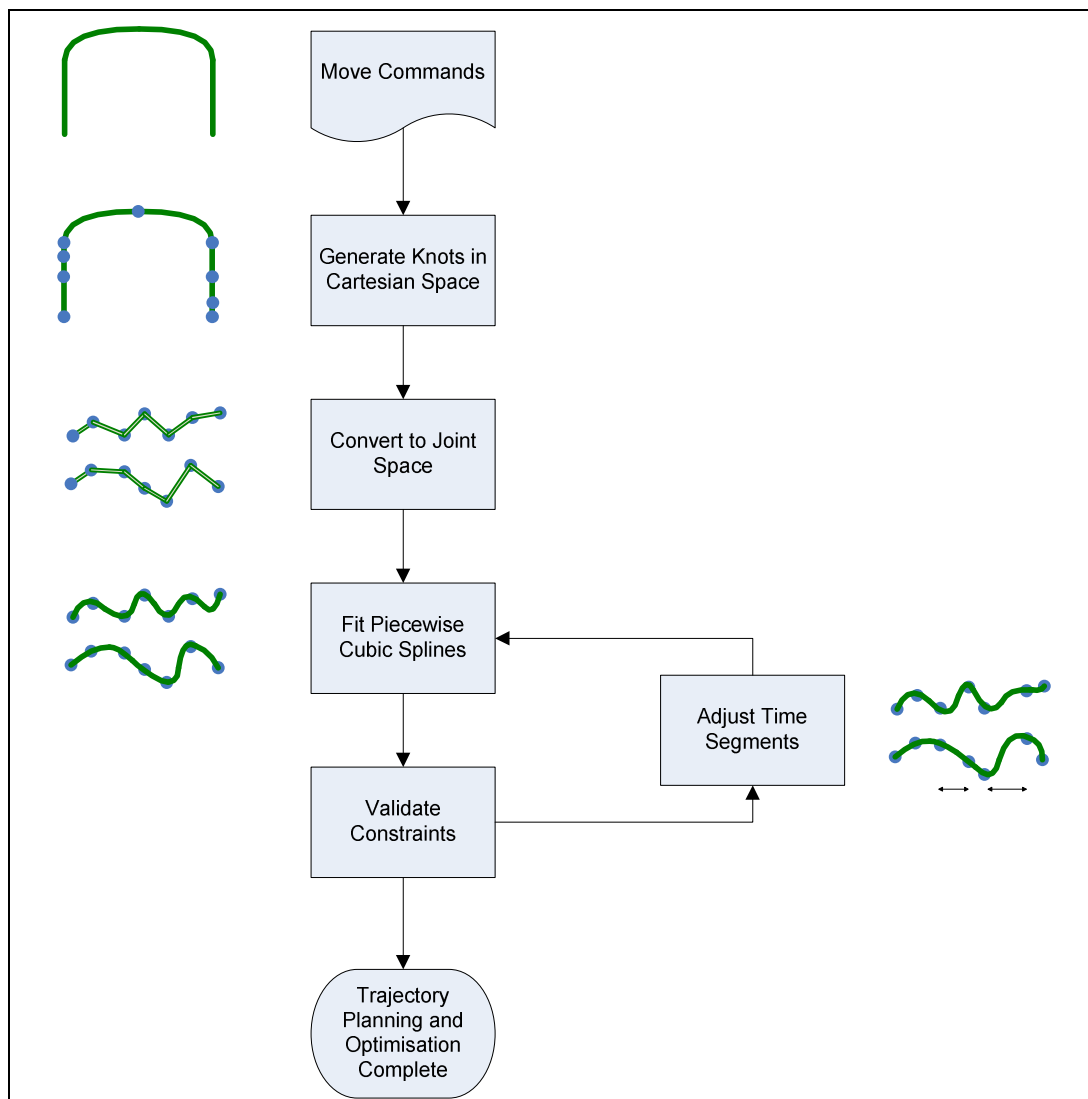 Move Commands
Generate Knots in
Cartesian Space
Convert to Joint
Space
Fit Piecewise
Cubic Splines
Adjust Time
Segments
Validate
Constraints
Trajectory
Planning and
Optimisation
Complete